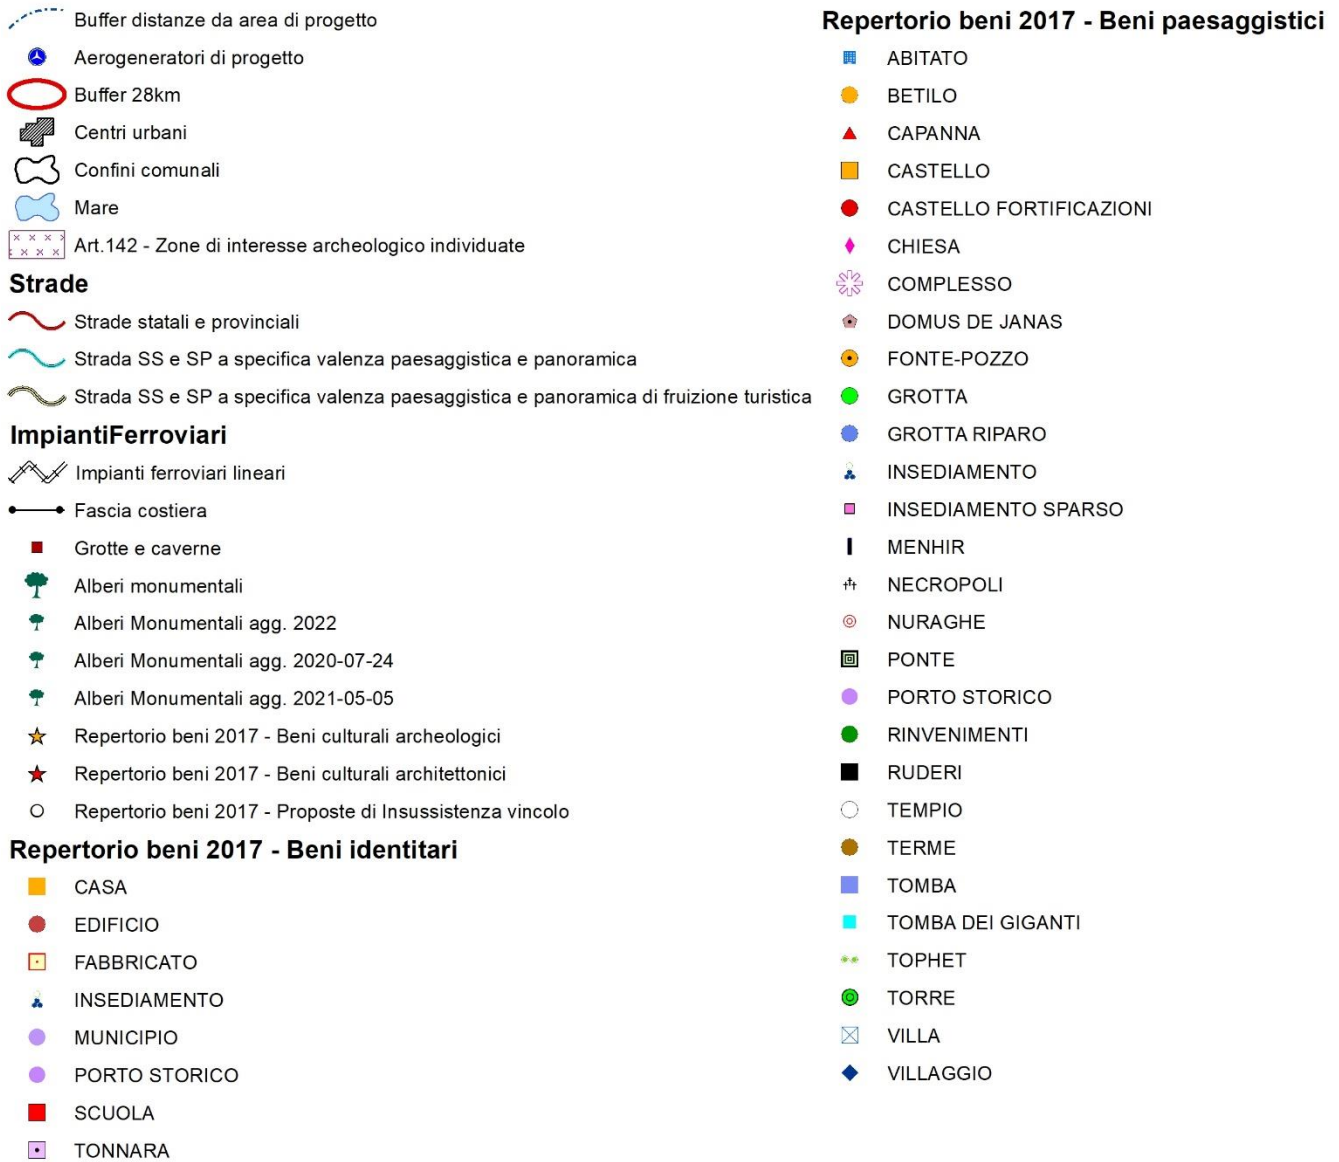 Buffer distanze da area di progetto
Aerogeneratori di progetto
Buffer 28km
Centri urbani
Confini comunali
Mare
Art.142 - Zone di interesse archeologico individuate
Strade
Strade statali e provinciali
Strada SS e SP a specifica valenza paesaggistica e panoramica
Strada SS e SP a specifica valenza paesaggistica e panoramica di fruizione turistica
ImpiantiFerroviari
Impianti ferroviari lineari
Fascia costiera
Grotte e caverne
Alberi monumentali
Alberi Monumentali agg. 2022
Alberi Monumentali agg. 2020-07-24
Alberi Monumentali agg. 2021-05-05
Repertorio beni 2017 - Beni culturali archeologici
Repertorio beni 2017 - Beni culturali architettonici
Repertorio beni 2017 - Proposte di Insussistenza vincolo
Repertorio beni 2017 - Beni identitari
CASA
EDIFICIO
FABBRICATO
INSEDIAMENTO
MUNICIPIO
PORTO STORICO
SCUOLA
TONNARA
Repertorio beni 2017 - Beni paesaggistici
ABITATO
BETILO
CAPANNA
CASTELLO
CASTELLO FORTIFICAZIONI
CHIESA
COMPLESSO
DOMUS DE JANAS
FONTE-POZZO
GROTTA
GROTTA RIPARO
INSEDIAMENTO
INSEDIAMENTO SPARSO
MENHIR
NECROPOLI
NURAGHE
PONTE
PORTO STORICO
RINVENIMENTI
RUDERI
TEMPIO
TERME
TOMBA
TOMBA DEI GIGANTI
TOPHET
TORRE
VILLA
VILLAGGIO